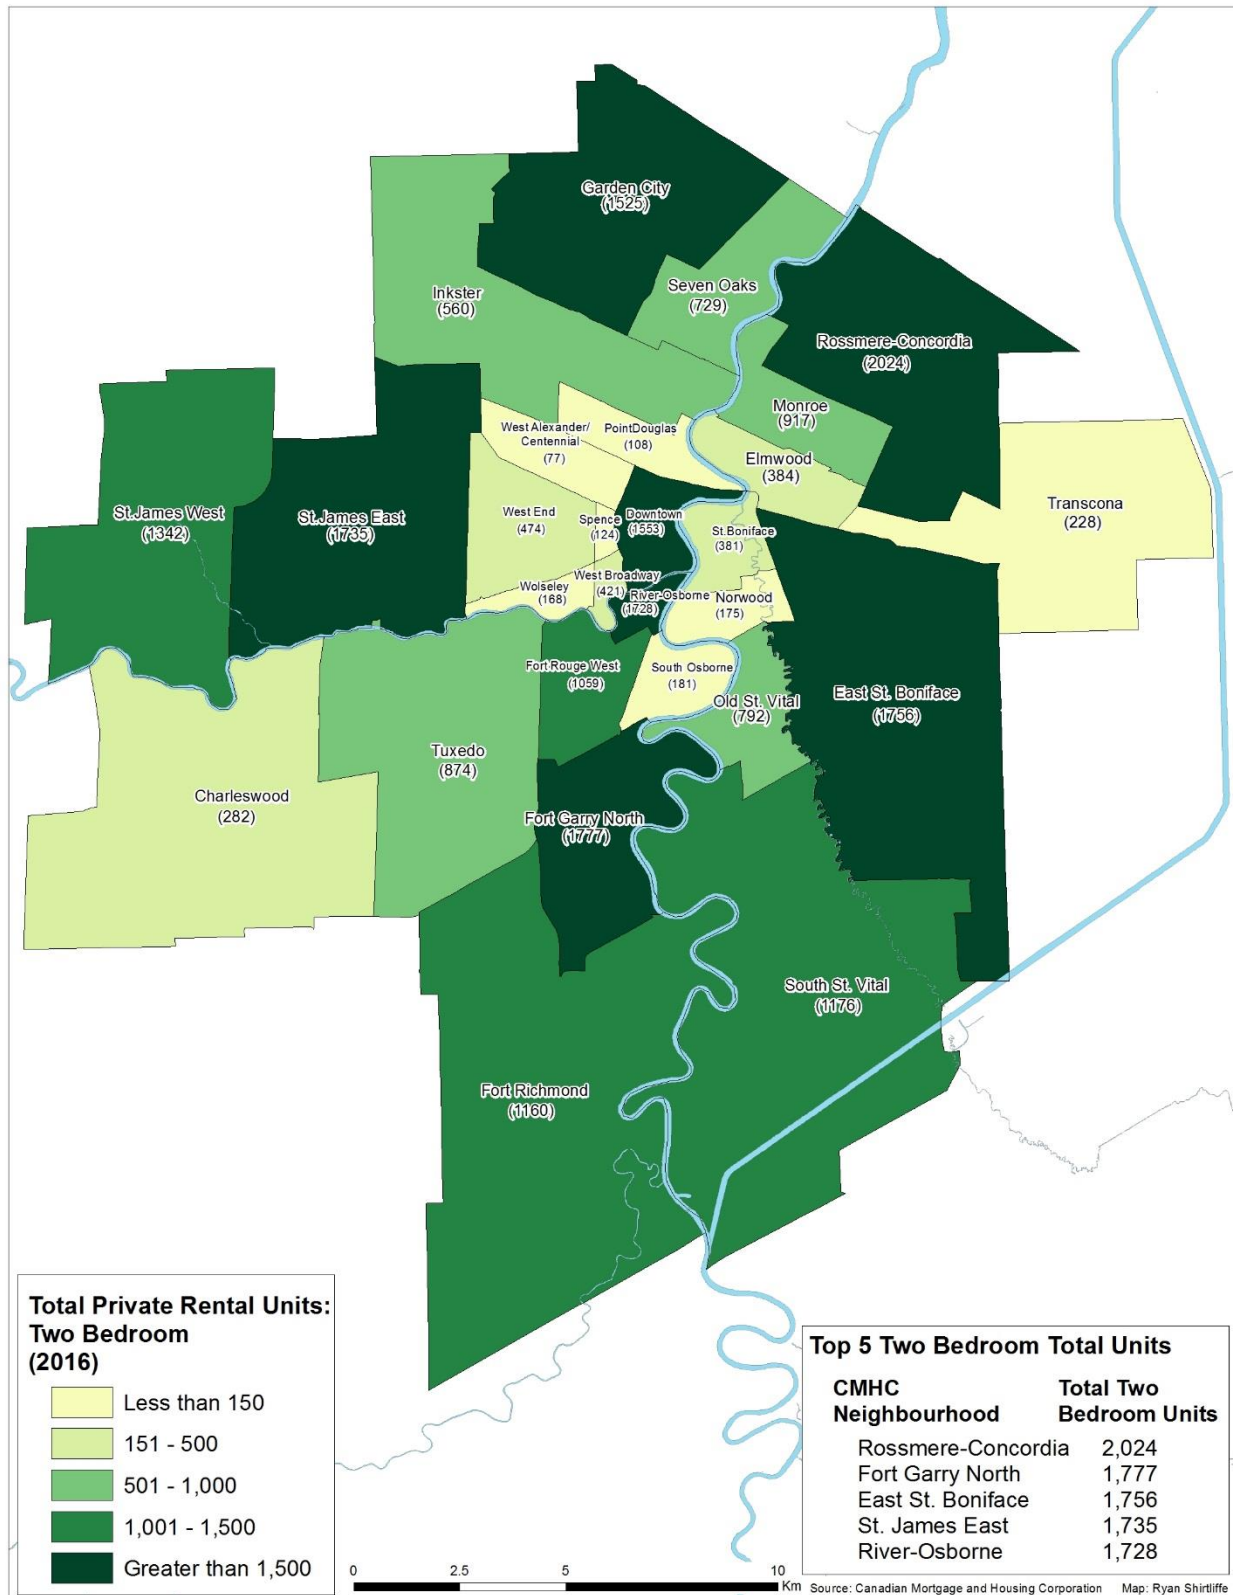 Garden City
(1525)
Seven Oaks
(729)
Inkster
(560)
Rossmere-Concordia
(2024)
Monroe
(917)
West Alexander/
Centennial
(77)
PointDouglas
(108)
Elmwood
(384)
Transcona
(228)
St.James West
(1342)
St.James East
(1735)
West End
(474)
Spence
(124)
Downtown
(1553)
St.Boniface
(381)
West Broadway
(421)
Wolseley
(168)
River-Osborne
(1728)
Norwood
(175)
Fort Rouge West
(1059)
South Osborne
(181)
Old St. Vital
(792)
East St. Boniface
(1756)
Tuxedo
(874)
Charleswood
(282)
Fort Garry North
(1777)
South St. Vital
(1176)
Fort Richmond
(1160)
Total Private Rental Units:
Two Bedroom
(2016)
Less than 150
151 - 500
501 - 1,000
1,001 - 1,500
Greater than 1,500
0 2.5 5 10
Km
Top 5 Two Bedroom Total Units
CMHC Total Two
Neighbourhood Bedroom Units
Rossmere-Concordia 2,024
Fort Garry North 1,777
East St. Boniface 1,756
St. James East 1,735
River-Osborne 1,728
Source: Canadian Mortgage and Housing Corporation Map: Ryan Shirtliffe